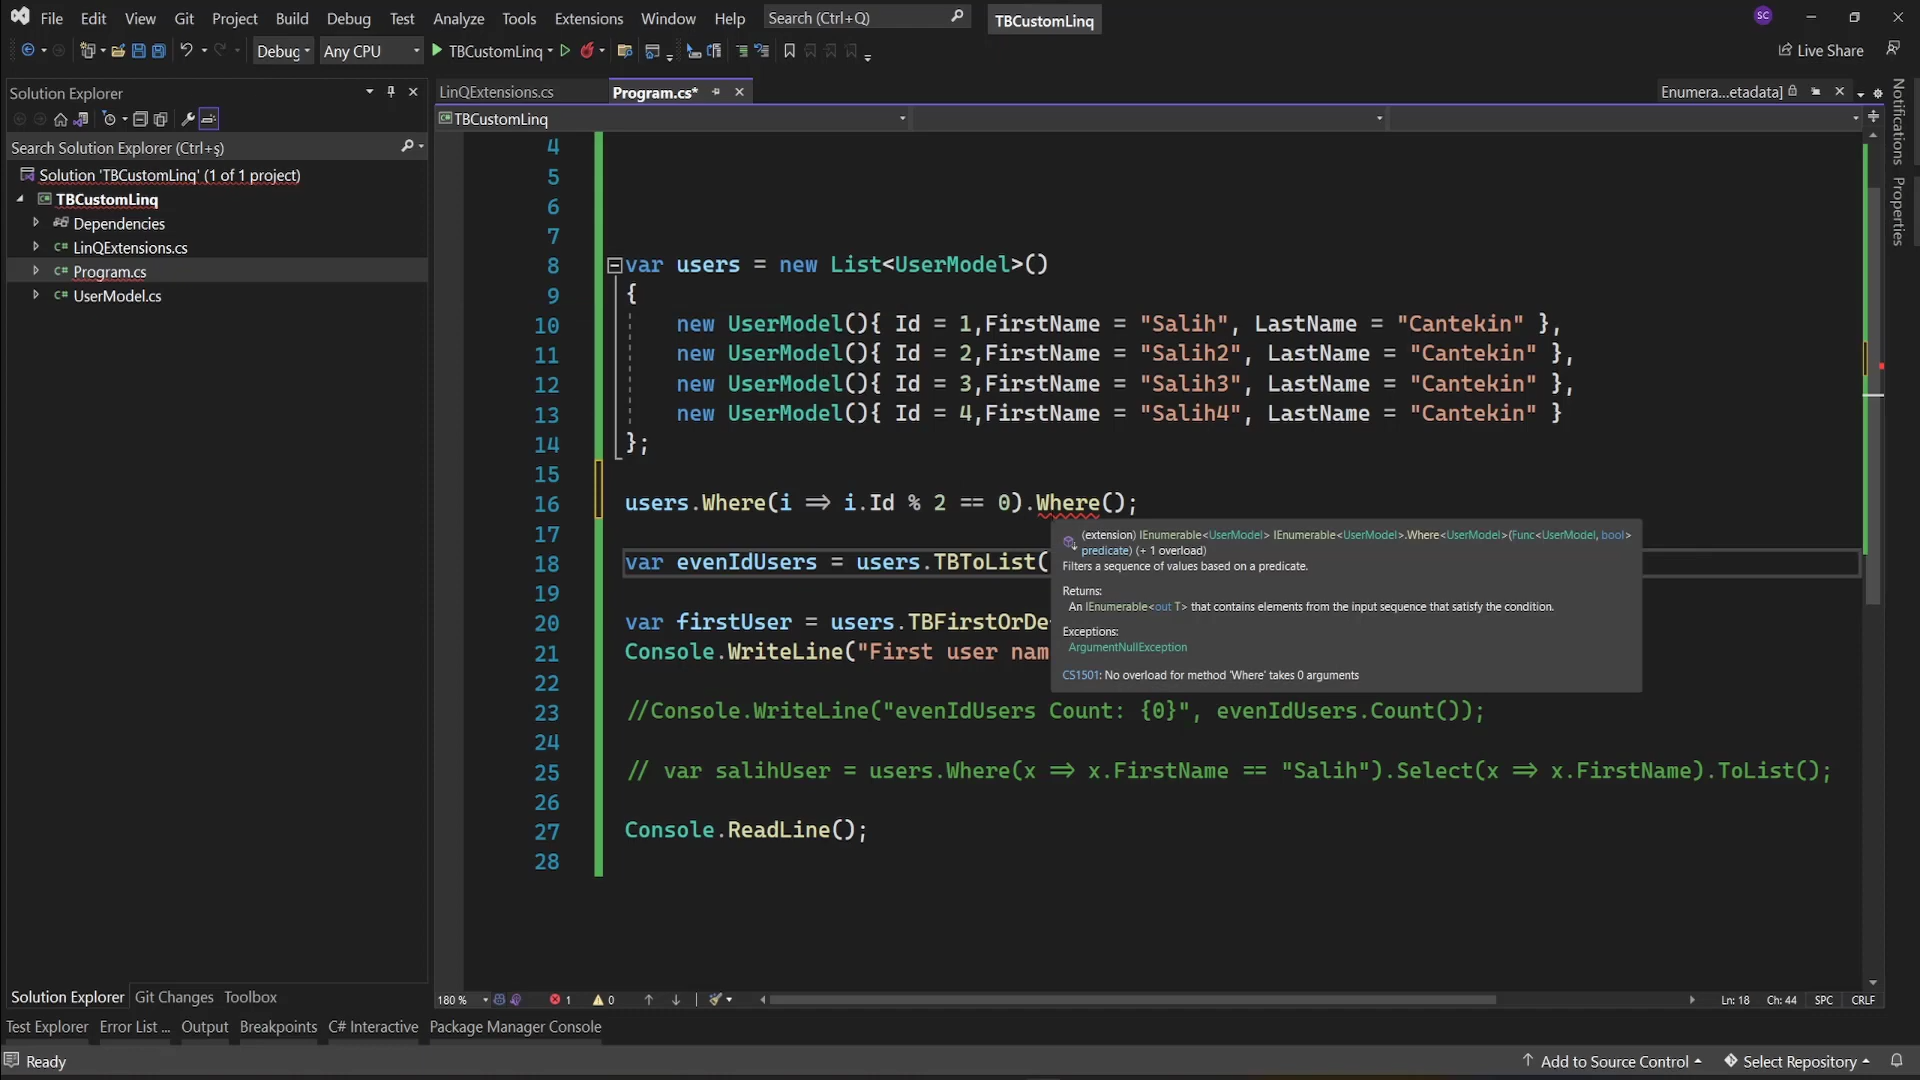 File Edit View Git Project Build Debug Test Analyze Tools Extensions Window Help Search (Ctrl+Q) TBCustomLinq SC
Debug Any CPU TBCustomLinq Live Share
Solution Explorer
Search Solution Explorer (Ctrl+ş)
Solution 'TBCustomLinq' (1 of 1 project)
TBCustomLinq
Dependencies
C# LinQExtensions.cs
C# Program.cs
C# UserModel.cs
Solution Explorer Git Changes Toolbox
LinQExtensions.cs Program.cs* Enumera...etadata]
TBCustomLinq
4
5
6
7
8 var users = new List<UserModel>()
9 {
10 new UserModel(){ Id = 1,FirstName = "Salih", LastName = "Cantekin" },
11 new UserModel(){ Id = 2,FirstName = "Salih2", LastName = "Cantekin" },
12 new UserModel(){ Id = 3,FirstName = "Salih3", LastName = "Cantekin" },
13 new UserModel(){ Id = 4,FirstName = "Salih4", LastName = "Cantekin" }
14 };
15
16 users.Where(i => i.Id % 2 == 0).Where();
17
18 var evenIdUsers = users.TBToList(
19
20 var firstUser = users.TBFirstOrDe
21 Console.WriteLine("First user nam
22
23 //Console.WriteLine("evenIdUsers Count: {0}", evenIdUsers.Count());
24
25 // var salihUser = users.Where(x => x.FirstName == "Salih").Select(x => x.FirstName).ToList();
26
27 Console.ReadLine();
28
(extension) IEnumerable<UserModel> IEnumerable<UserModel>.Where<UserModel>(Func<UserModel, bool>
predicate) (+ 1 overload)
Filters a sequence of values based on a predicate.
Returns:
An IEnumerable<out T> that contains elements from the input sequence that satisfy the condition.
Exceptions:
ArgumentNullException
CS1501: No overload for method 'Where' takes 0 arguments
180 % 1 0 Ln: 18 Ch: 44 SPC CRLF
Notifications
Properties
Test Explorer Error List ... Output Breakpoints C# Interactive Package Manager Console
Ready Add to Source Control Select Repository